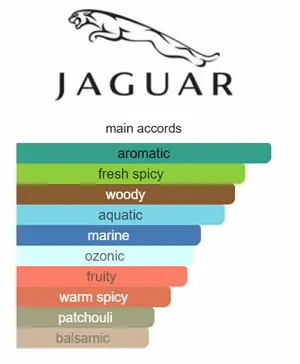 JAGUAR
main accords
aromatic
fresh spicy
woody
aquatic
marine
ozonic
fruity
warm spicy
patchouli
balsamic